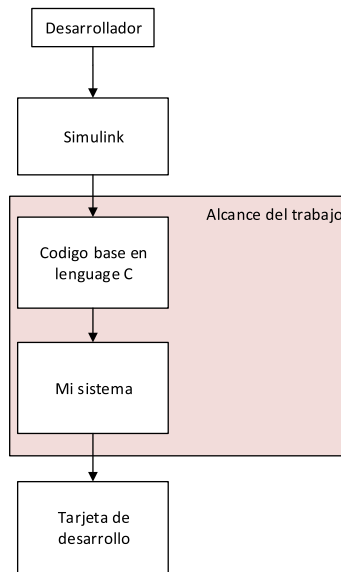 Desarrollador
Simulink
Alcance del trabajo
Codigo base en
lenguage C
Mi sistema
Tarjeta de
desarrollo